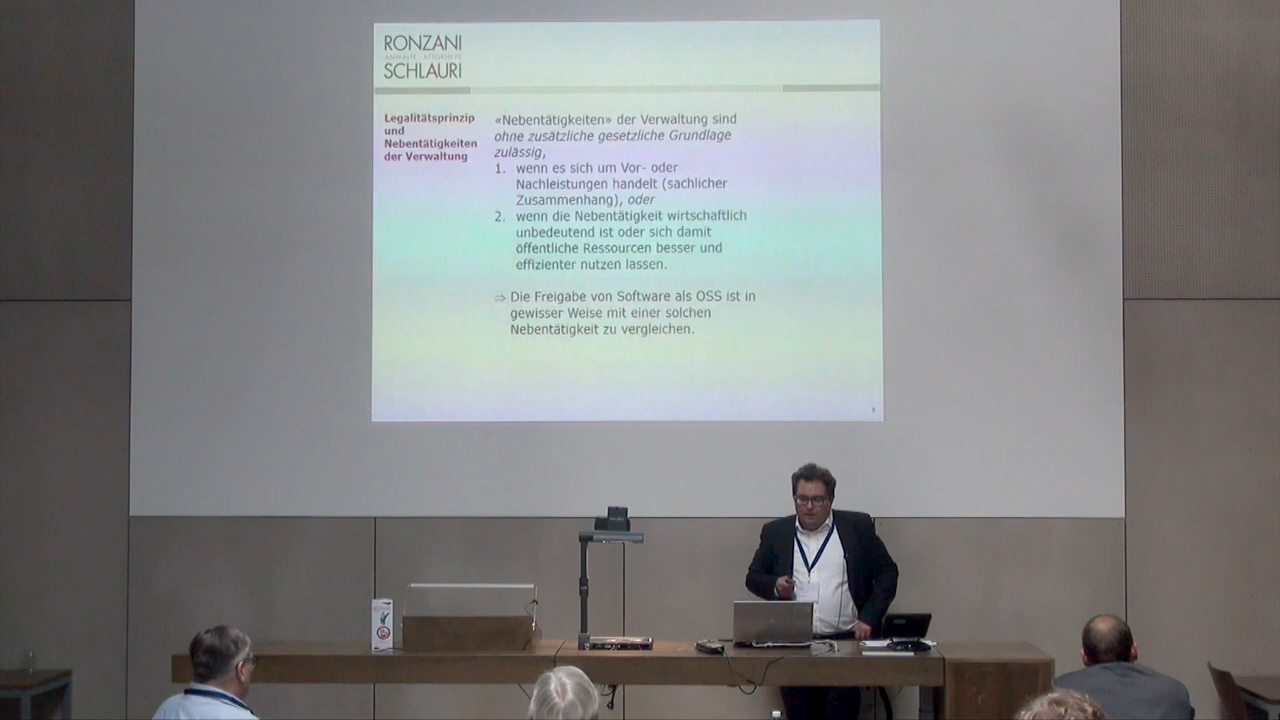 RONZANI
ANWÄLTE ATTORNEYS
SCHLAURI
Legalitätsprinzip
und
Nebentätigkeiten
der Verwaltung
«Nebentätigkeiten» der Verwaltung sind
ohne zusätzliche gesetzliche Grundlage
zulässig,
1. wenn es sich um Vor- oder
Nachleistungen handelt (sachlicher
Zusammenhang), oder
2. wenn die Nebentätigkeit wirtschaftlich
unbedeutend ist oder sich damit
öffentliche Ressourcen besser und
effizienter nutzen lassen.
⇒ Die Freigabe von Software als OSS ist in
gewisser Weise mit einer solchen
Nebentätigkeit zu vergleichen.